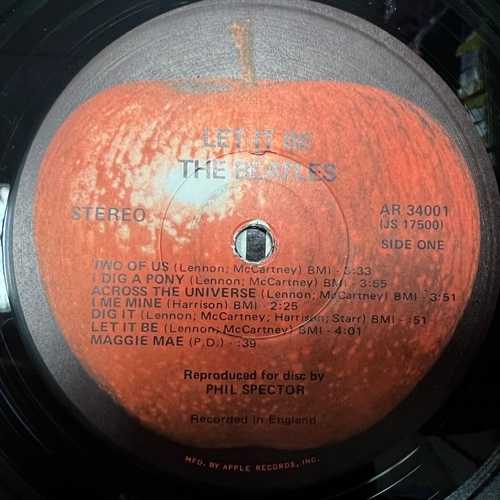 LET IT BE
THE BEATLES
STEREO
AR 34001
(JS 17500)
SIDE ONE
TWO OF US (Lennon; McCartney) BMI - 3:33
I DIG A PONY (Lennon; McCartney) BMI - 3:55
ACROSS THE UNIVERSE (Lennon; McCartney) BMI - 3:51
I ME MINE (Harrison) BMI - 2:25
DIG IT (Lennon; McCartney; Harrison; Starr) BMI - :51
LET IT BE (Lennon; McCartney) BMI - 4:01
MAGGIE MAE (P.D.) - :39
Reproduced for disc by
PHIL SPECTOR
Recorded in England
MFD. BY APPLE RECORDS, INC.